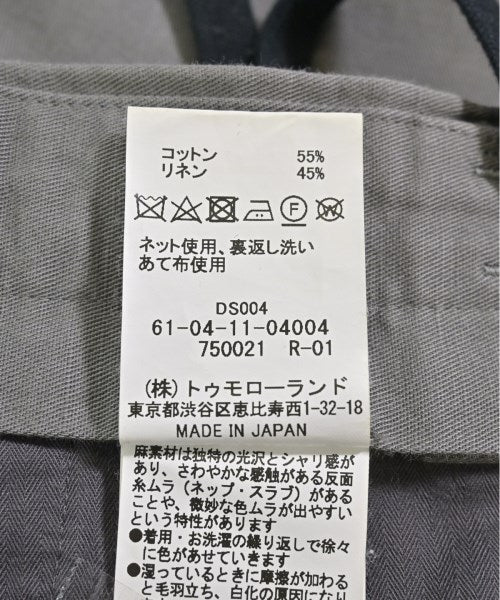 コットン 55%
リネン 45%
ネット使用、裏返し洗い
あて布使用
DS004
61-04-11-04004
750021 R-01
(株)トゥモローランド
東京都渋谷区恵比寿西1-32-18
MADE IN JAPAN
麻素材は独特の光沢とシャリ感が
あり、さわやかな感触がある反面
糸ムラ(ネップ・スラブ)がある
ことや、微妙な色ムラが出やすい
という特性があります
●着用・お洗濯の繰り返しで徐々
に色があせていきます
●湿っているときに摩擦が加わる
と毛羽立ち、白化の原因になり